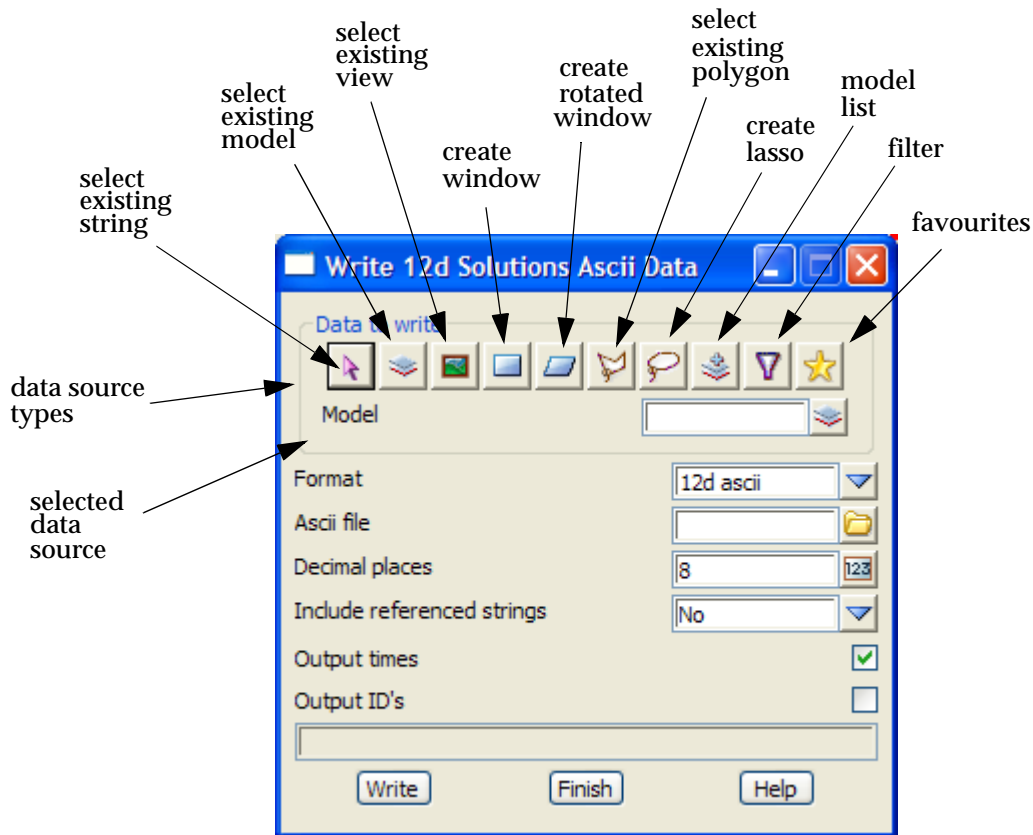 select
existing
string
select
existing
model
select
existing
view
create
window
create
rotated
window
select
existing
polygon
create
lasso
model
list
filter
favourites
data source
types
selected
data
source
Write 12d Solutions Ascii Data
Data to write
Model
Format
12d ascii
Ascii file
Decimal places
8
123
Include referenced strings
No
Output times
Output ID's
Write
Finish
Help